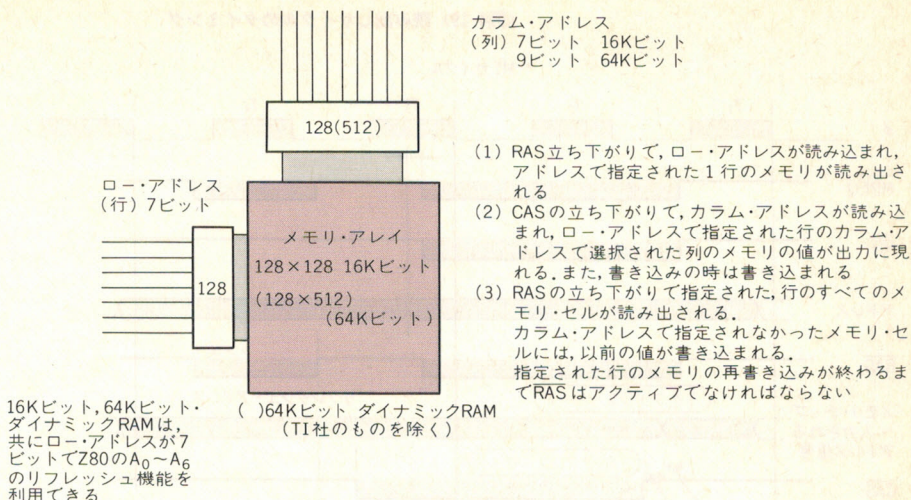 カラム・アドレス
(列) 7ビット 16Kビット
9ビット 64Kビット
128(512)
ロー・アドレス
(行) 7ビット
128
メモリ・アレイ
128×128 16Kビット
(128×512)
(64Kビット)
(1) RAS立ち下がりで, ロー・アドレスが読み込まれ,
アドレスで指定された1行のメモリが読み出さ
れる
(2) CASの立ち下がりで, カラム・アドレスが読み込
まれ, ロー・アドレスで指定された行のカラム・ア
ドレスで選択された列のメモリの値が出力に現
れる. また, 書き込みの時は書き込まれる
(3) RASの立ち下がりで指定された, 行のすべてのメ
モリ・セルが読み出される.
カラム・アドレスで指定されなかったメモリ・セ
ルには, 以前の値が書き込まれる.
指定された行のメモリの再書き込みが終わるま
でR̅A̅S̅はアクティブでなければならない
16Kビット, 64Kビット・
ダイナミックRAMは,
共にロー・アドレスが7
ビットでZ80のA₀~A₆
のリフレッシュ機能を
利用できる
( )64Kビット ダイナミックRAM
(TI社のものを除く)